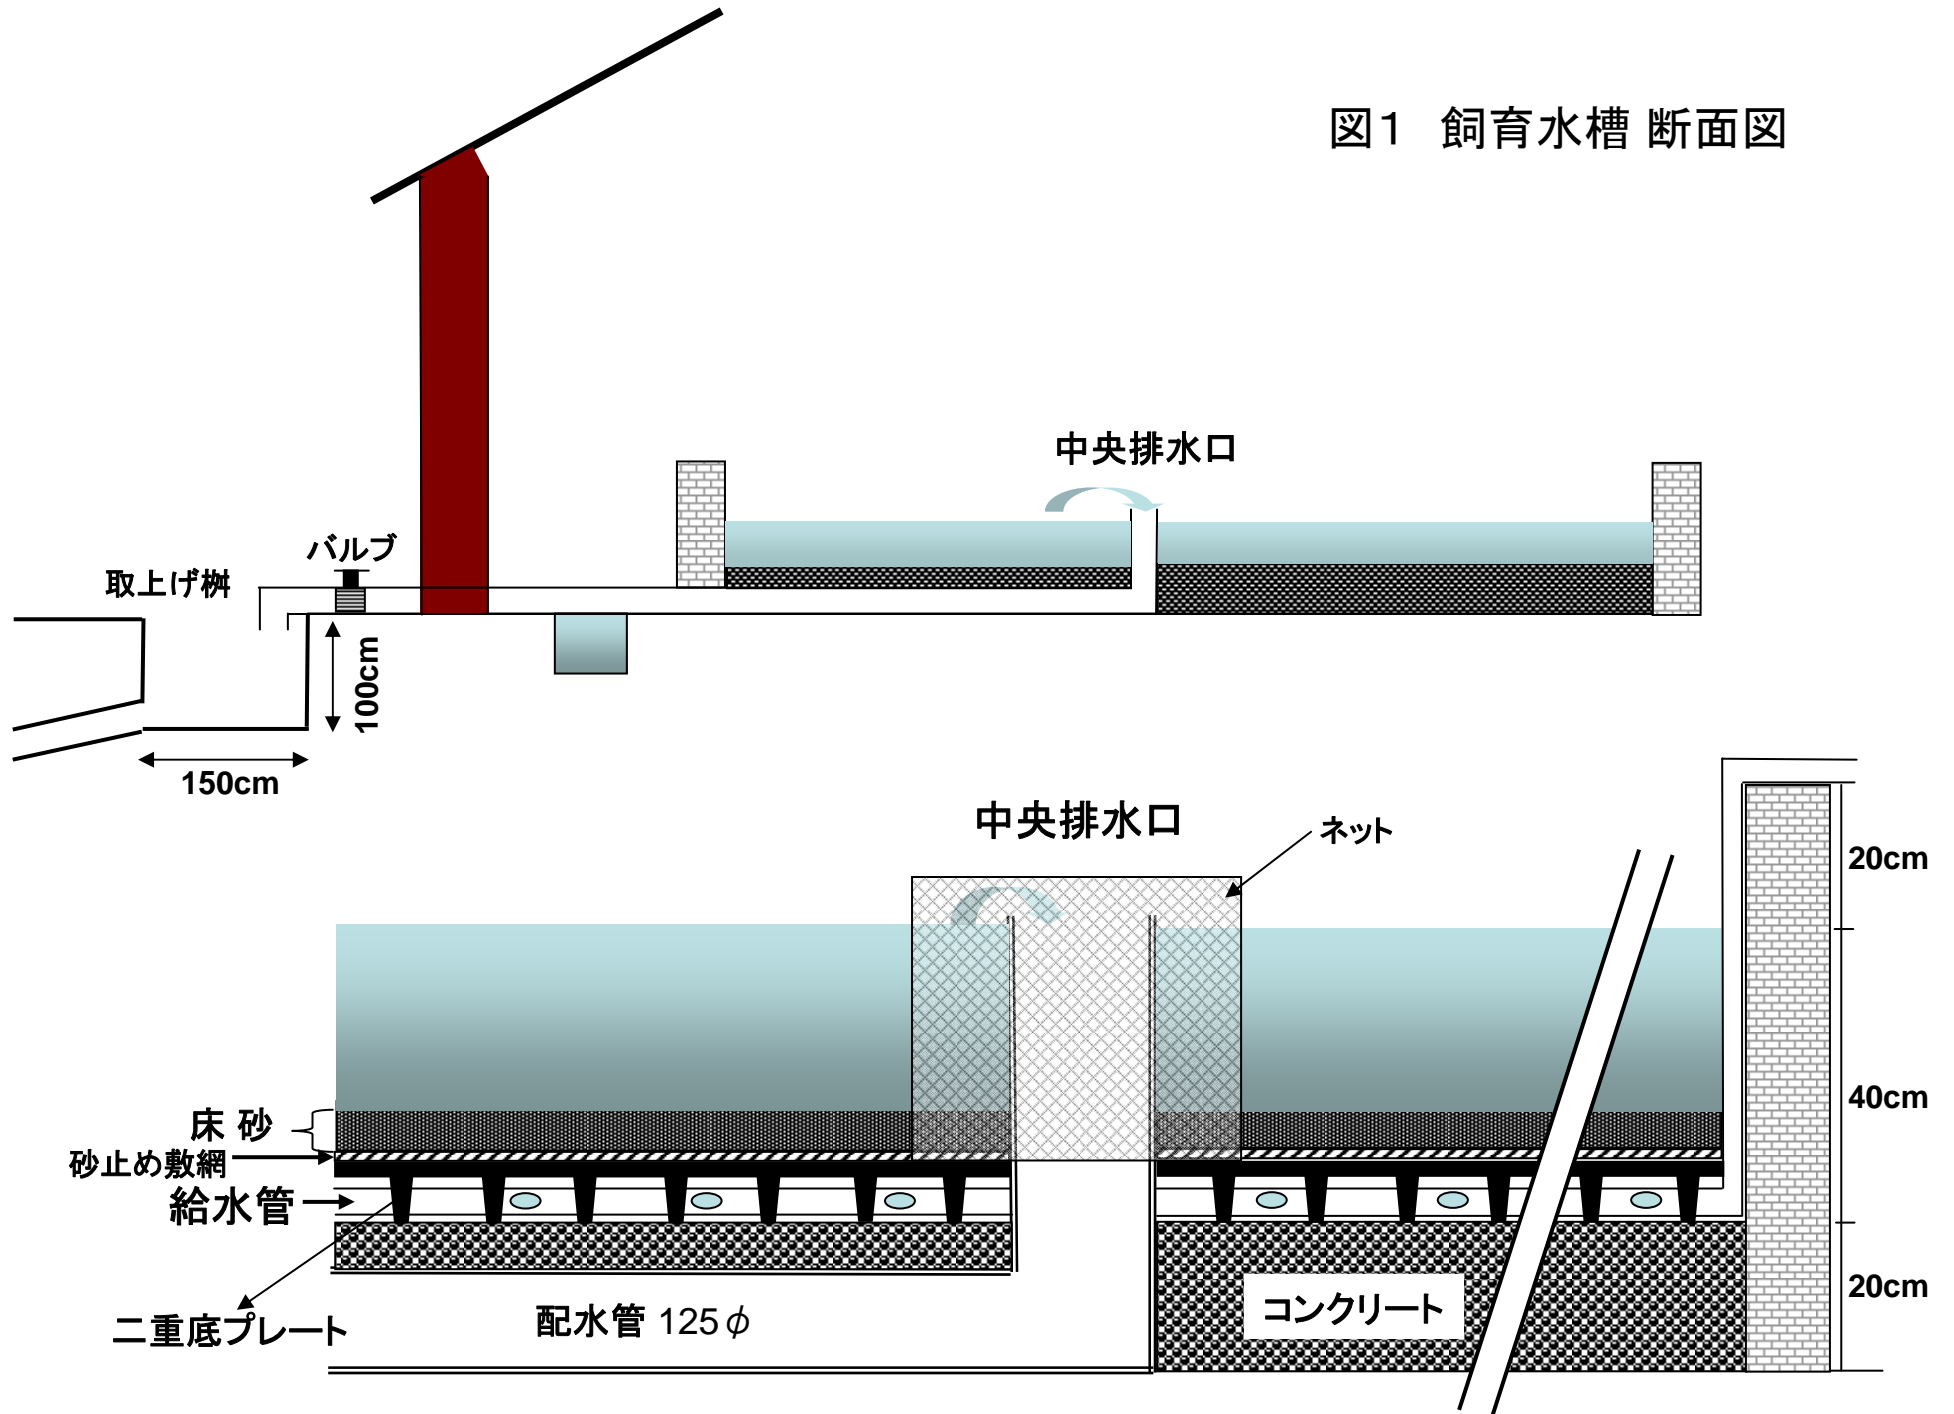 図1 飼育水槽 断面図
中央排水口
バルブ
取上げ桝
100cm
150cm
中央排水口
ネット
20cm
床 砂
40cm
砂止め敷網
給水管
20cm
コンクリート
配水管 125φ
二重底プレート